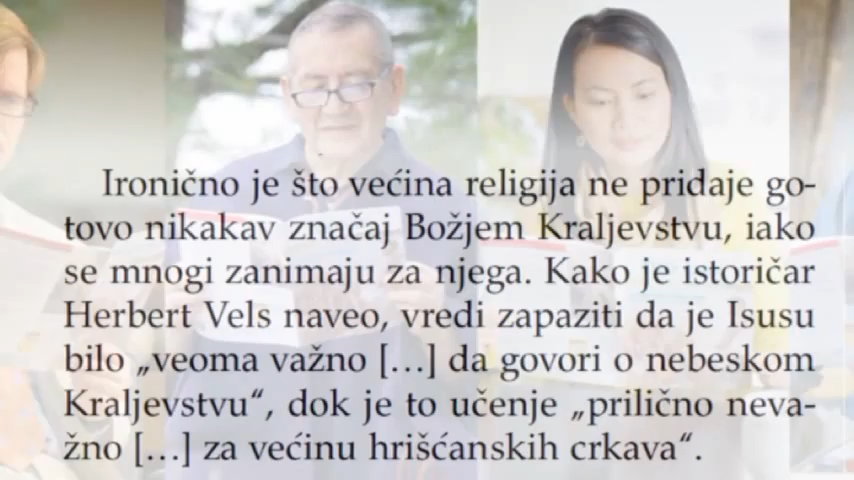 Ironično je što većina religija ne pridaje go-
tovo nikakav značaj Božjem Kraljevstvu, iako
se mnogi zanimaju za njega. Kako je istoričar
Herbert Vels naveo, vredi zapaziti da je Isusu
bilo „veoma važno […] da govori o nebeskom
Kraljevstvu“, dok je to učenje „prilično neva-
žno […] za većinu hrišćanskih crkava“.